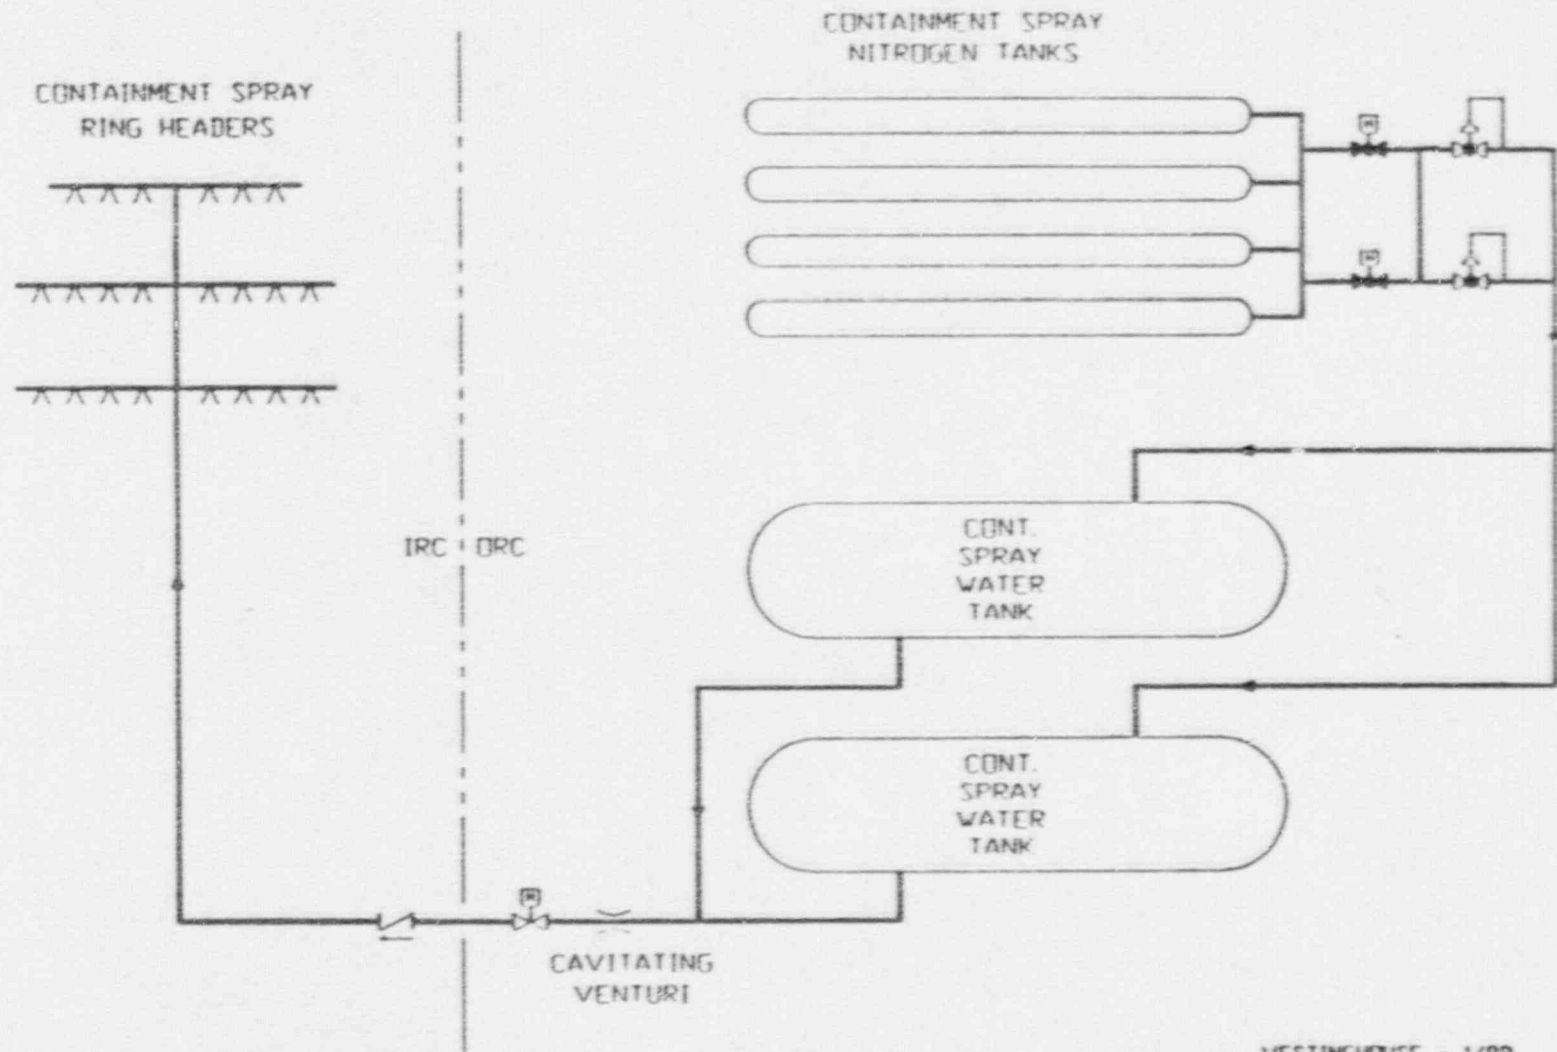 CONTAINMENT SPRAY
NITROGEN TANKS
CONTAINMENT SPRAY
RING HEADERS
M
M
IRC ORC
CONT.
SPRAY
WATER
TANK
CONT.
SPRAY
WATER
TANK
M
CAVITATING
VENTURI
WESTINGHOUSE